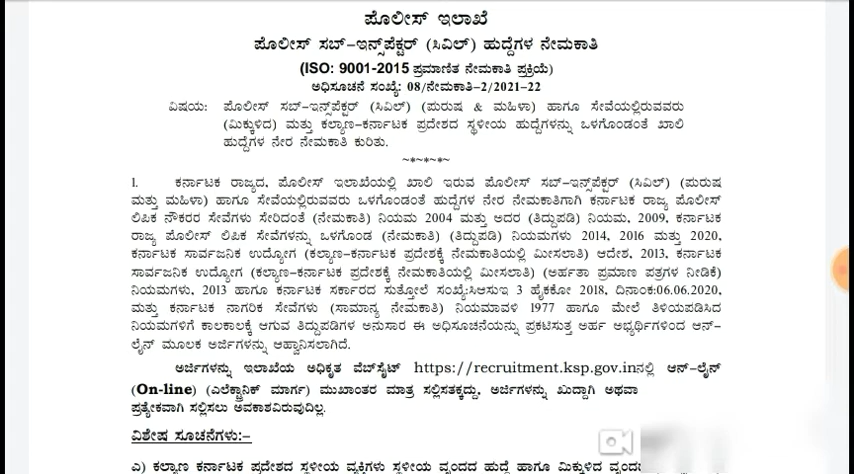 ಪೊಲೀಸ್ ಇಲಾಖೆ
ಪೊಲೀಸ್ ಸಬ್-ಇನ್ಸ್‌ಪೆಕ್ಟರ್ (ಸಿವಿಲ್) ಹುದ್ದೆಗಳ ನೇಮಕಾತಿ
(ISO: 9001-2015 ಪ್ರಮಾಣಿತ ನೇಮಕಾತಿ ಪ್ರಕ್ರಿಯೆ)
ಅಧಿಸೂಚನೆ ಸಂಖ್ಯೆ: 08/ನೇಮಕಾತಿ-2/2021-22
ವಿಷಯ: ಪೊಲೀಸ್ ಸಬ್-ಇನ್ಸ್‌ಪೆಕ್ಟರ್ (ಸಿವಿಲ್) (ಪುರುಷ & ಮಹಿಳಾ) ಹಾಗೂ ಸೇವೆಯಲ್ಲಿರುವವರು
(ಮಿಕ್ಕುಳಿದ) ಮತ್ತು ಕಲ್ಯಾಣ-ಕರ್ನಾಟಕ ಪ್ರದೇಶದ ಸ್ಥಳೀಯ ಹುದ್ದೆಗಳನ್ನು ಒಳಗೊಂಡಂತೆ ಖಾಲಿ
ಹುದ್ದೆಗಳ ನೇರ ನೇಮಕಾತಿ ಕುರಿತು.
~*~*~*~
1. ಕರ್ನಾಟಕ ರಾಜ್ಯದ, ಪೊಲೀಸ್ ಇಲಾಖೆಯಲ್ಲಿ ಖಾಲಿ ಇರುವ ಪೊಲೀಸ್ ಸಬ್-ಇನ್ಸ್‌ಪೆಕ್ಟರ್ (ಸಿವಿಲ್) (ಪುರುಷ
ಮತ್ತು ಮಹಿಳಾ) ಹಾಗೂ ಸೇವೆಯಲ್ಲಿರುವವರು ಒಳಗೊಂಡಂತೆ ಹುದ್ದೆಗಳ ನೇರ ನೇಮಕಾತಿಗಾಗಿ ಕರ್ನಾಟಕ ರಾಜ್ಯ ಪೊಲೀಸ್
ಲಿಪಿಕ ನೌಕರರ ಸೇವೆಗಳು ಸೇರಿದಂತೆ (ನೇಮಕಾತಿ) ನಿಯಮ 2004 ಮತ್ತು ಅದರ (ತಿದ್ದುಪಡಿ) ನಿಯಮ, 2009, ಕರ್ನಾಟಕ
ರಾಜ್ಯ ಪೊಲೀಸ್ ಲಿಪಿಕ ಸೇವೆಗಳನ್ನು ಒಳಗೊಂಡ (ನೇಮಕಾತಿ) (ತಿದ್ದುಪಡಿ) ನಿಯಮಗಳು 2014, 2016 ಮತ್ತು 2020,
ಕರ್ನಾಟಕ ಸಾರ್ವಜನಿಕ ಉದ್ಯೋಗ (ಕಲ್ಯಾಣ-ಕರ್ನಾಟಕ ಪ್ರದೇಶಕ್ಕೆ ನೇಮಕಾತಿಯಲ್ಲಿ ಮೀಸಲಾತಿ) ಆದೇಶ, 2013, ಕರ್ನಾಟಕ
ಸಾರ್ವಜನಿಕ ಉದ್ಯೋಗ (ಕಲ್ಯಾಣ-ಕರ್ನಾಟಕ ಪ್ರದೇಶಕ್ಕೆ ನೇಮಕಾತಿಯಲ್ಲಿ ಮೀಸಲಾತಿ) (ಅರ್ಹತಾ ಪ್ರಮಾಣ ಪತ್ರಗಳ ನೀಡಿಕೆ)
ನಿಯಮಗಳು, 2013 ಹಾಗೂ ಕರ್ನಾಟಕ ಸರ್ಕಾರದ ಸುತ್ತೋಲೆ ಸಂಖ್ಯೆ:ಸಿಆಸುಇ 3 ಹೈಕಕೋ 2018, ದಿನಾಂಕ:06.06.2020,
ಮತ್ತು ಕರ್ನಾಟಕ ನಾಗರಿಕ ಸೇವೆಗಳು (ಸಾಮಾನ್ಯ ನೇಮಕಾತಿ) ನಿಯಮಾವಳಿ 1977 ಹಾಗೂ ಮೇಲೆ ತಿಳಿಯಪಡಿಸಿದ
ನಿಯಮಗಳಿಗೆ ಕಾಲಕಾಲಕ್ಕೆ ಆಗುವ ತಿದ್ದುಪಡಿಗಳ ಅನುಸಾರ ಈ ಅಧಿಸೂಚನೆಯನ್ನು ಪ್ರಕಟಿಸುತ್ತ ಅರ್ಹ ಅಭ್ಯರ್ಥಿಗಳಿಂದ ಆನ್-
ಲೈನ್ ಮೂಲಕ ಅರ್ಜಿಗಳನ್ನು ಆಹ್ವಾನಿಸಲಾಗಿದೆ.
ಅರ್ಜಿಗಳನ್ನು ಇಲಾಖೆಯ ಅಧಿಕೃತ ವೆಬ್‌ಸೈಟ್ https://recruitment.ksp.gov.inನಲ್ಲಿ ಆನ್-ಲೈನ್
(On-line) (ಎಲೆಕ್ಟ್ರಾನಿಕ್ ಮಾರ್ಗ) ಮುಖಾಂತರ ಮಾತ್ರ ಸಲ್ಲಿಸತಕ್ಕದ್ದು, ಅರ್ಜಿಗಳನ್ನು ಖುದ್ದಾಗಿ ಅಥವಾ
ಪ್ರತ್ಯೇಕವಾಗಿ ಸಲ್ಲಿಸಲು ಅವಕಾಶವಿರುವುದಿಲ್ಲ.
ವಿಶೇಷ ಸೂಚನೆಗಳು:-
ಎ) ಕಲ್ಯಾಣ ಕರ್ನಾಟಕ ಪ್ರದೇಶದ ಸ್ಥಳೀಯ ವ್ಯಕ್ತಿಗಳು ಸ್ಥಳೀಯ ವೃಂದದ ಹುದ್ದೆ ಹಾಗೂ ಮಿಕ್ಕುಳಿದ